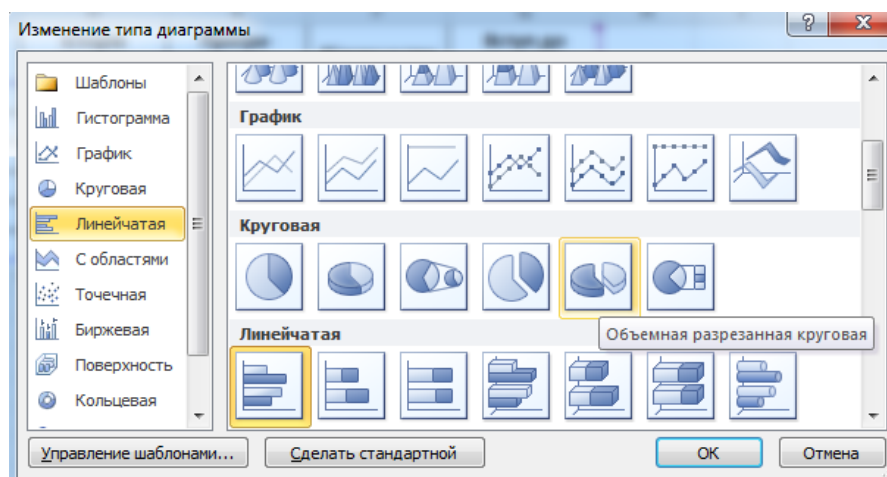 Изменение типа диаграммы
Шаблоны
Гистограмма
График
Круговая
Линейчатая
С областями
Точечная
Биржевая
Поверхность
Кольцевая
График
Круговая
Объемная разрезанная круговая
Линейчатая
Управление шаблонами...
Сделать стандартной
ОК
Отмена